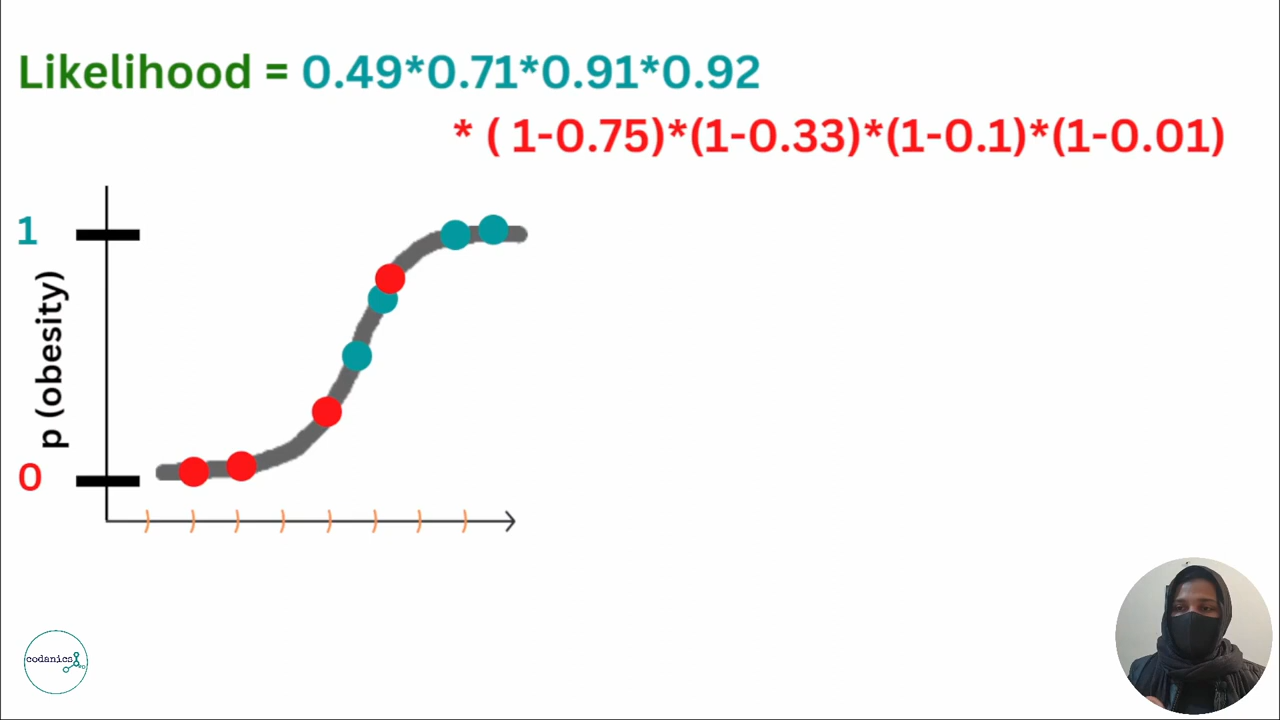 Likelihood = 0.49*0.71*0.91*0.92
* ( 1-0.75)*(1-0.33)*(1-0.1)*(1-0.01)
1
p (obesity)
0
codanics